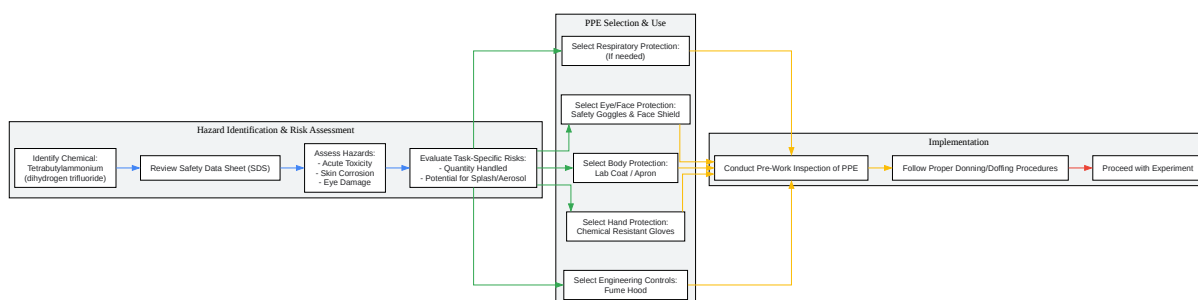 PPE Selection & Use
Select Respiratory Protection:
(If needed)
Select Eye/Face Protection:
Safety Goggles & Face Shield
Select Body Protection:
Lab Coat / Apron
Select Hand Protection:
Chemical Resistant Gloves
Select Engineering Controls:
Fume Hood
Hazard Identification & Risk Assessment
Identify Chemical:
Tetrabutylammonium
(dihydrogen trifluoride)
Review Safety Data Sheet (SDS)
Assess Hazards:
- Acute Toxicity
- Skin Corrosion
- Eye Damage
Evaluate Task-Specific Risks:
- Quantity Handled
- Potential for Splash/Aerosol
Implementation
Conduct Pre-Work Inspection of PPE
Follow Proper Donning/Doffing Procedures
Proceed with Experiment